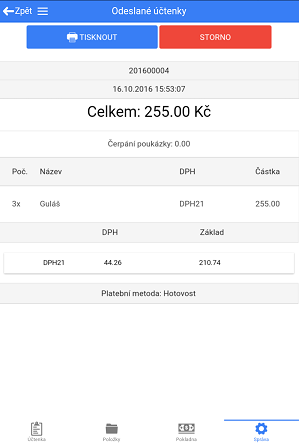 Zpět Odeslané účtenky
TISKNOUT STORNO
201600004
16.10.2016 15:53:07
Celkem: 255.00 Kč
Čerpání poukázky: 0.00
Poč. Název DPH Částka
3x Guláš DPH21 255.00
DPH Základ
DPH21 44.26 210.74
Platební metoda: Hotovost
Účtenka Položky Pokladna Správa